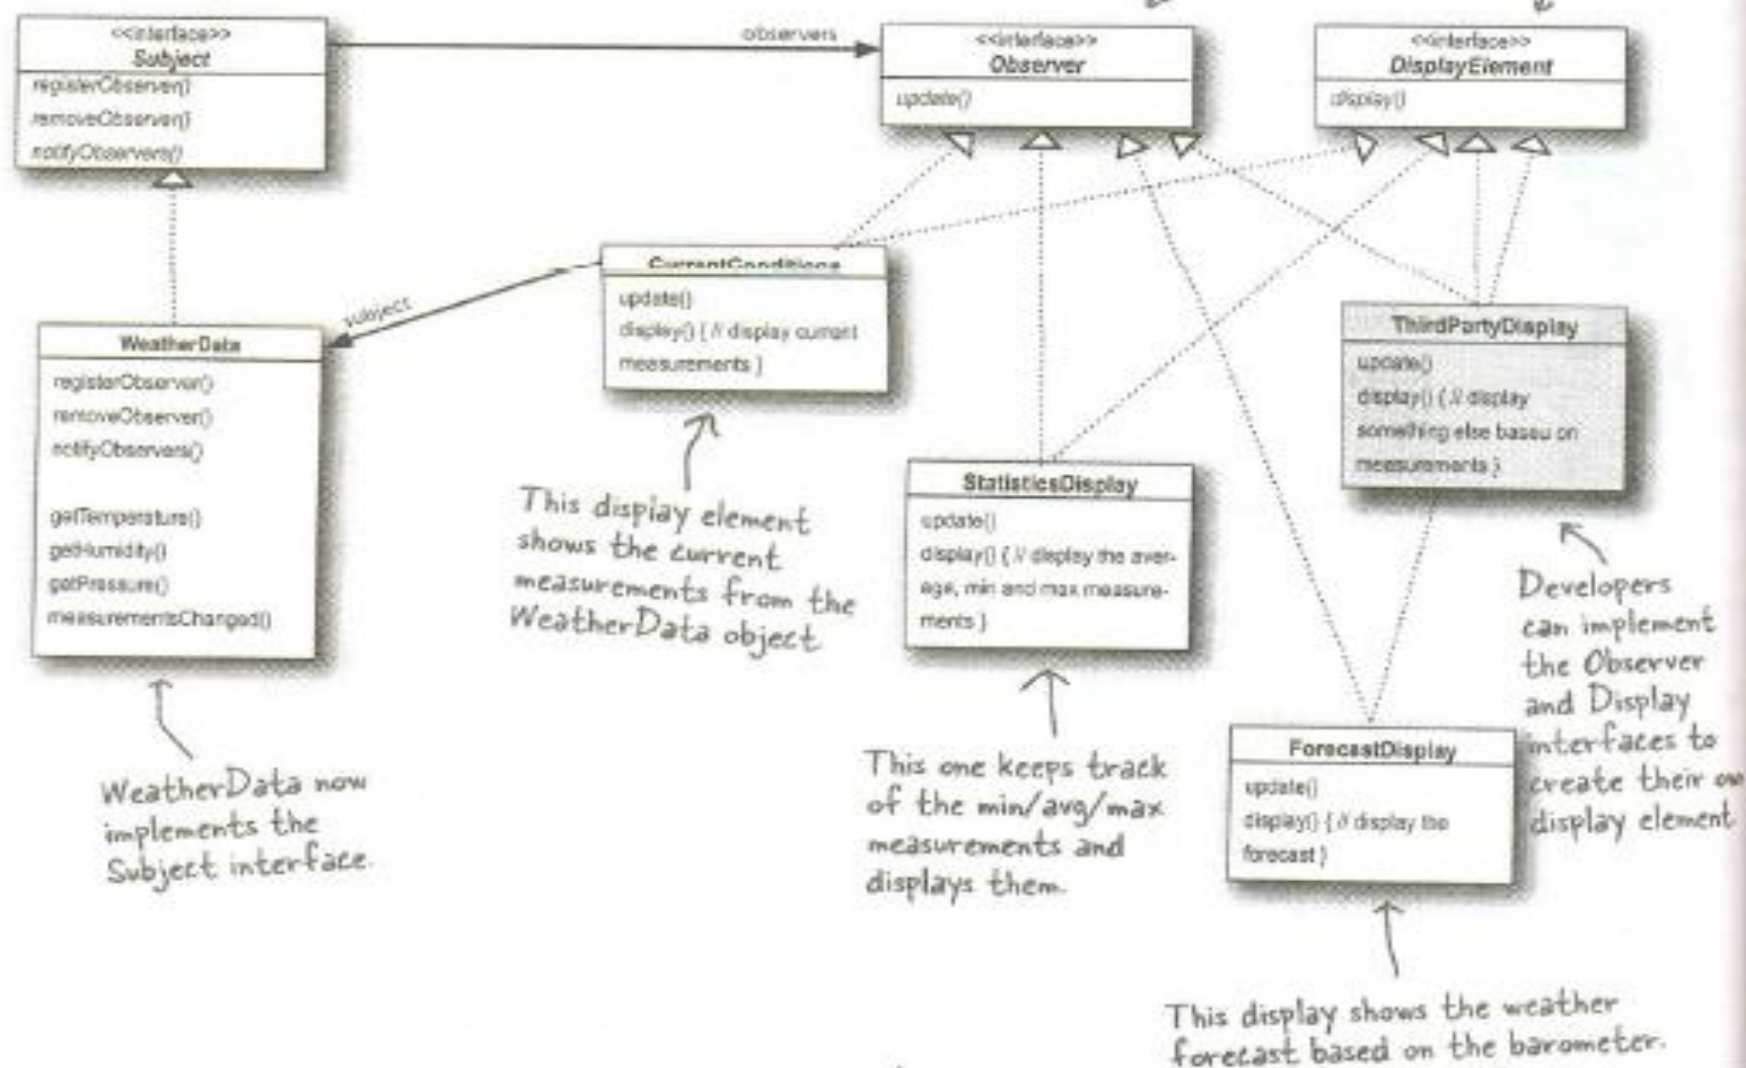 <<interface>>
Subject
registerObserver()
removeObserver()
notifyObservers()
observers
<<interface>>
Observer
update()
<<interface>>
DisplayElement
display()
subject
WeatherData
registerObserver()
removeObserver()
notifyObservers()
getTemperature()
getHumidity()
getPressure()
measurementsChanged()
WeatherData now
implements the
Subject interface.
CurrentConditions
update()
display() { // display current
measurements }
This display element
shows the current
measurements from the
WeatherData object
StatisticsDisplay
update()
display() { // display the aver-
age, min and max measure-
ments }
This one keeps track
of the min/avg/max
measurements and
displays them.
ThirdPartyDisplay
update()
display() { // display
something else based on
measurements }
Developers
can implement
the Observer
and Display
interfaces to
create their own
display element
ForecastDisplay
update()
display() { // display the
forecast }
This display shows the weather
forecast based on the barometer.